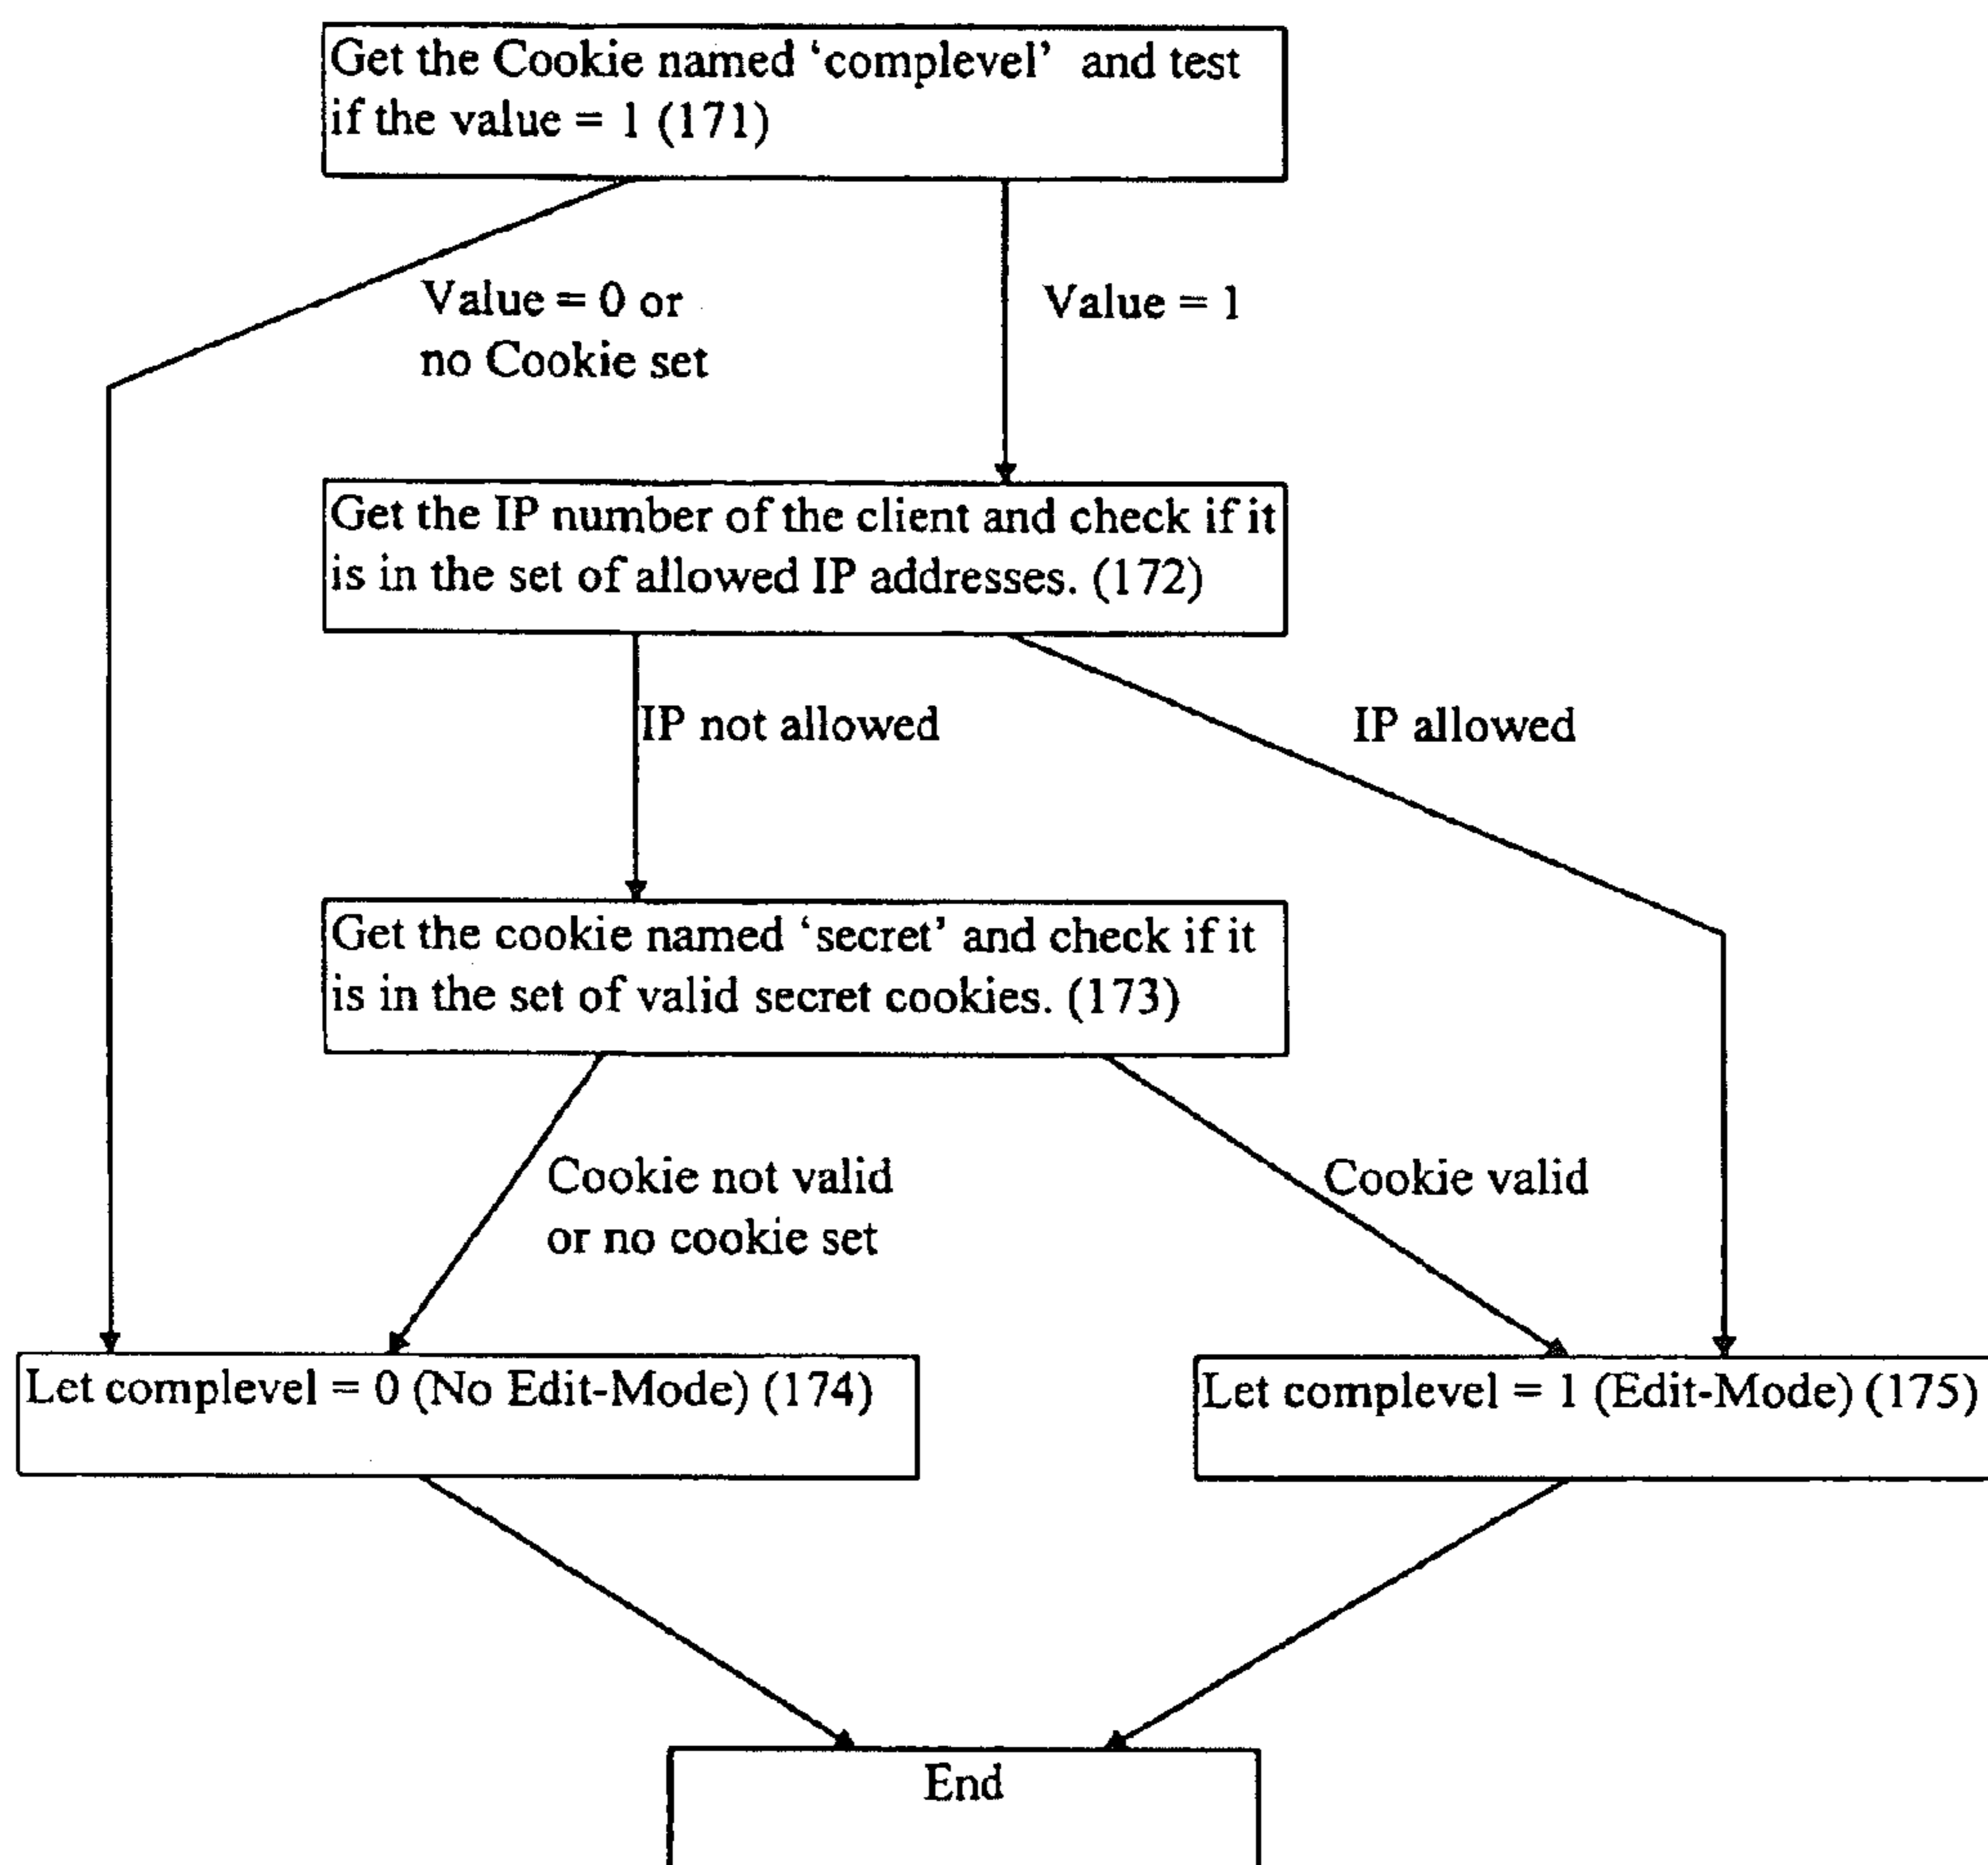 Get the Cookie named ‘complevel’ and test
if the value = 1 (171)
Value = 0 or
no Cookie set
Value = 1
Get the IP number of the client and check if it
is in the set of allowed IP addresses. (172)
IP not allowed
IP allowed
Get the cookie named ‘secret’ and check if it
is in the set of valid secret cookies. (173)
Cookie not valid
or no cookie set
Cookie valid
Let complevel = 0 (No Edit-Mode) (174)
Let complevel = 1 (Edit-Mode) (175)
End